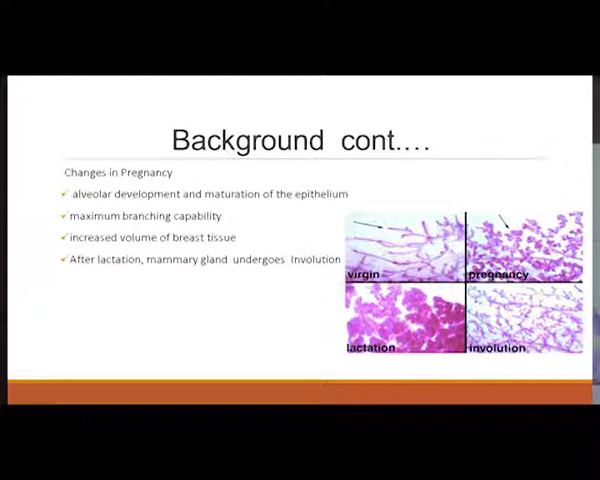 Background cont.…
Changes in Pregnancy
alveolar development and maturation of the epithelium
maximum branching capability
increased volume of breast tissue
After lactation, mammary gland undergoes Involution
virgin
pregnancy
lactation
involution